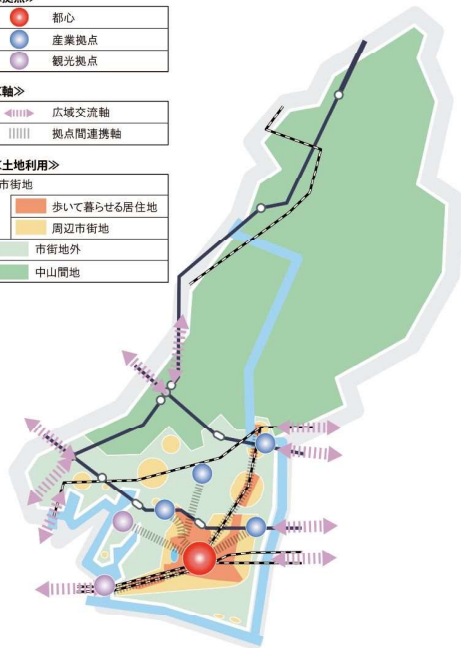 都心
産業拠点
観光拠点
軸≫
広域交流軸
拠点間連携軸
土地利用≫
市街地
歩いて暮らせる居住地
周辺市街地
市街地外
中山間地